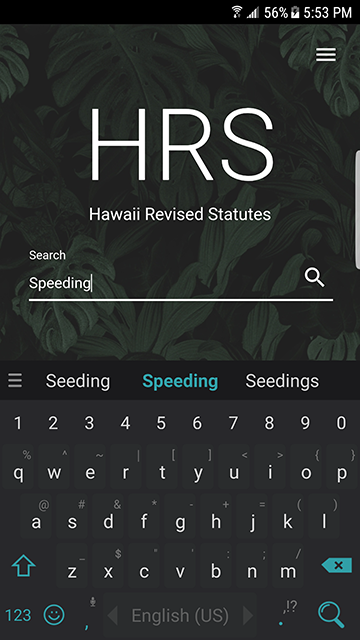 56% 5:53 PM
HRS
Hawaii Revised Statutes
Search
Speeding
Seeding Speeding Seedings
1 2 3 4 5 6 7 8 9 0
% ^ ~ | [ ] < > { }
q w e r t y u i o p
@ # & * - + = ( )
a s d f g h j k l
_ $ " ' : ; /
z x c v b n m
123 , English (US) . ,!?